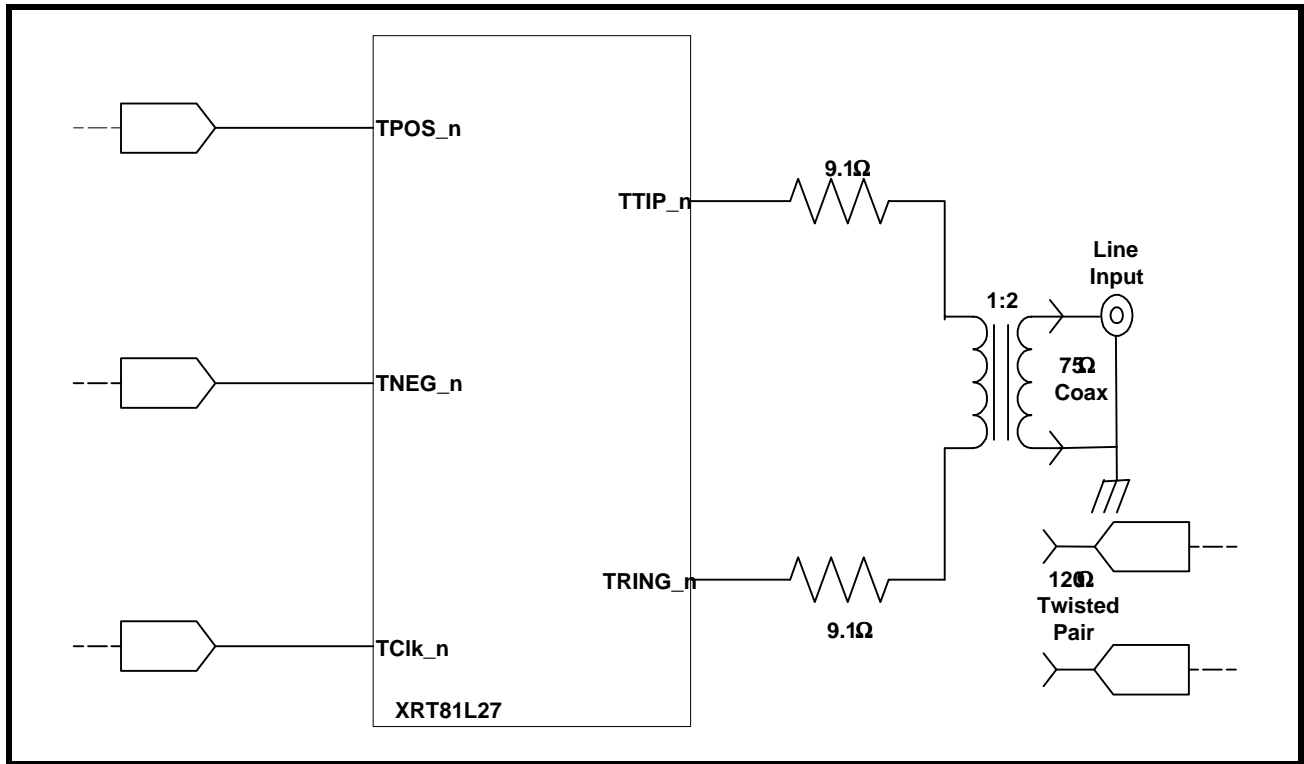 TPOS_n
9.1Ω
TTIP_n
Line
Input
1:2
75Ω
Coax
TNEG_n
TRING_n
9.1Ω
120Ω
Twisted
Pair
TClk_n
XRT81L27